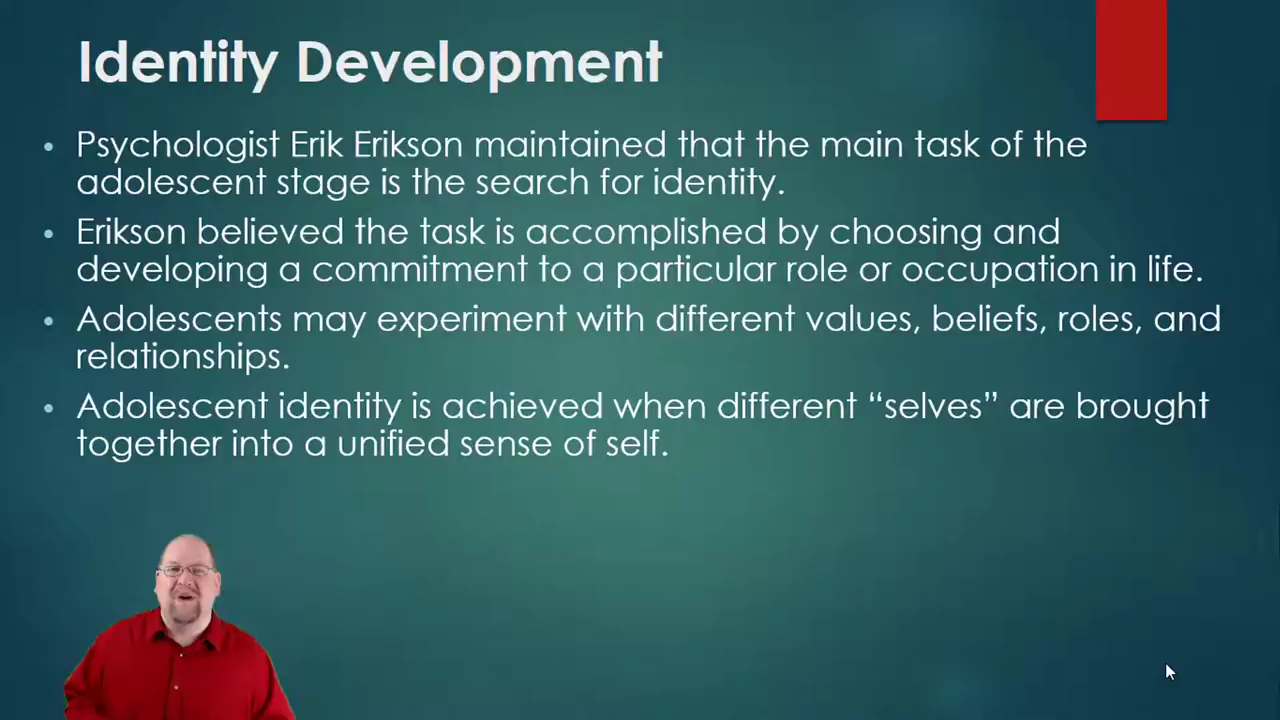 Identity Development
• Psychologist Erik Erikson maintained that the main task of the
adolescent stage is the search for identity.
• Erikson believed the task is accomplished by choosing and
developing a commitment to a particular role or occupation in life.
• Adolescents may experiment with different values, beliefs, roles, and
relationships.
• Adolescent identity is achieved when different “selves” are brought
together into a unified sense of self.